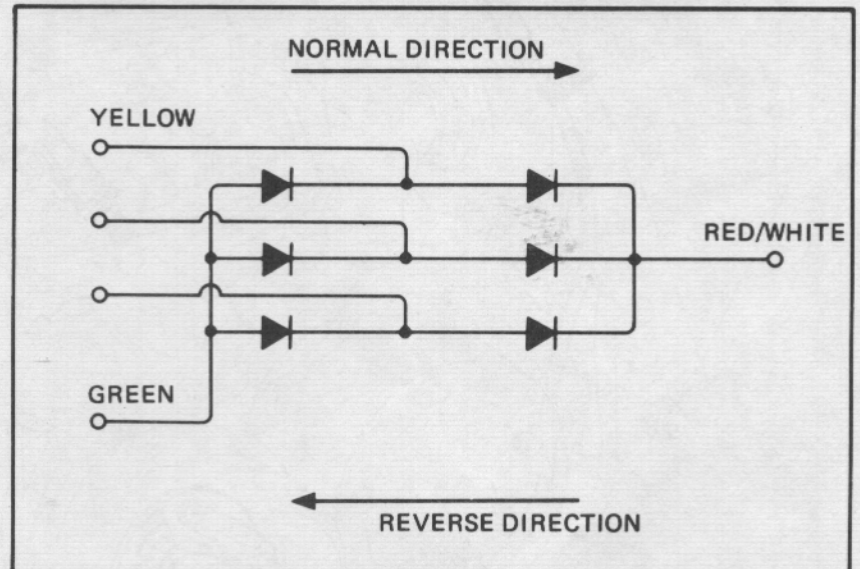 NORMAL DIRECTION
YELLOW
RED/WHITE
GREEN
REVERSE DIRECTION